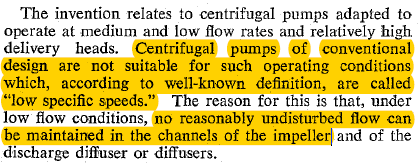 The invention relates to centrifugal pumps adapted to
operate at medium and low flow rates and relatively high
delivery heads. Centrifugal pumps of conventional
design are not suitable for such operating conditions
which, according to well-known definition, are called
“low specific speeds.” The reason for this is that, under
low flow conditions, no reasonably undisturbed flow can
be maintained in the channels of the impeller and of the
discharge diffuser or diffusers.